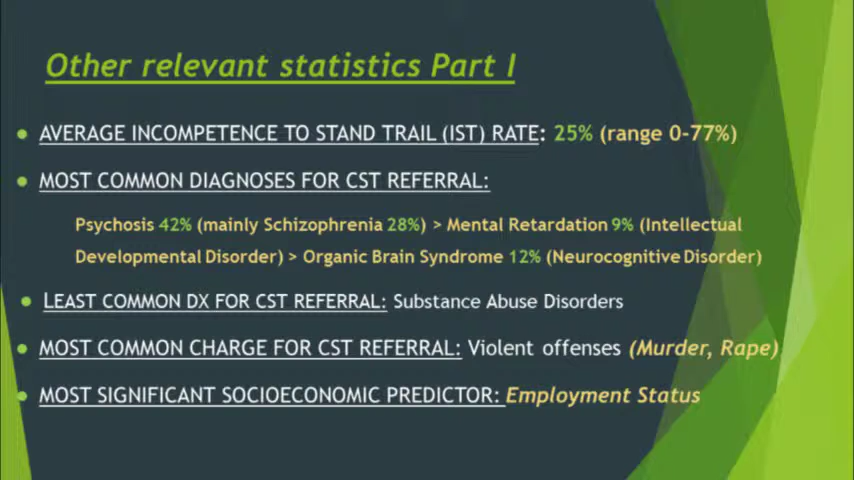 Other relevant statistics Part I
AVERAGE INCOMPETENCE TO STAND TRAIL (IST) RATE: 25% (range 0-77%)
MOST COMMON DIAGNOSES FOR CST REFERRAL:
Psychosis 42% (mainly Schizophrenia 28%) > Mental Retardation 9% (Intellectual
Developmental Disorder) > Organic Brain Syndrome 12% (Neurocognitive Disorder)
LEAST COMMON DX FOR CST REFERRAL: Substance Abuse Disorders
MOST COMMON CHARGE FOR CST REFERRAL: Violent offenses (Murder, Rape)
MOST SIGNIFICANT SOCIOECONOMIC PREDICTOR: Employment Status